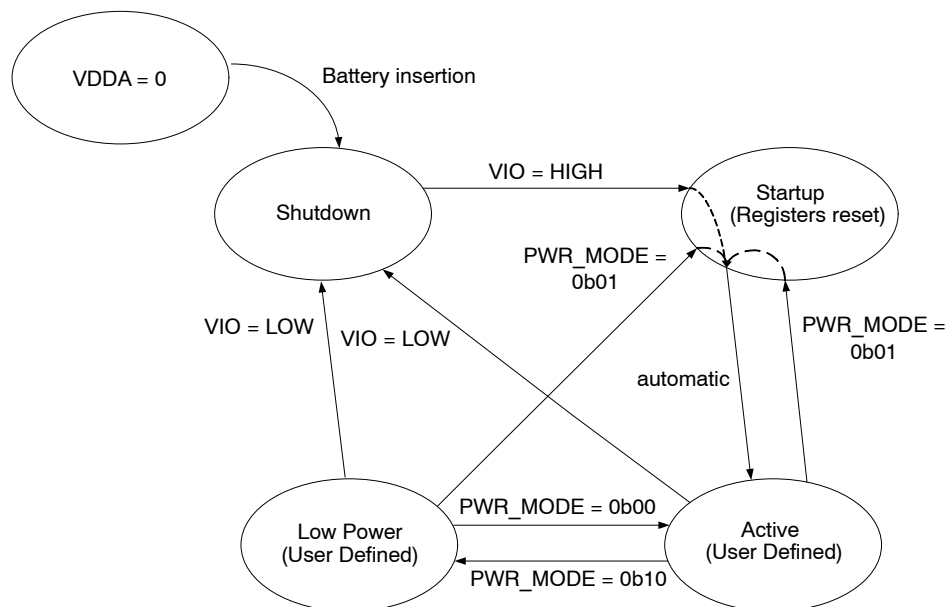 VDDA = 0
Battery insertion
Shutdown
VIO = HIGH
Startup
(Registers reset)
PWR_MODE =
0b01
VIO = LOW
VIO = LOW
PWR_MODE =
0b01
automatic
Low Power
(User Defined)
PWR_MODE = 0b00
PWR_MODE = 0b10
Active
(User Defined)